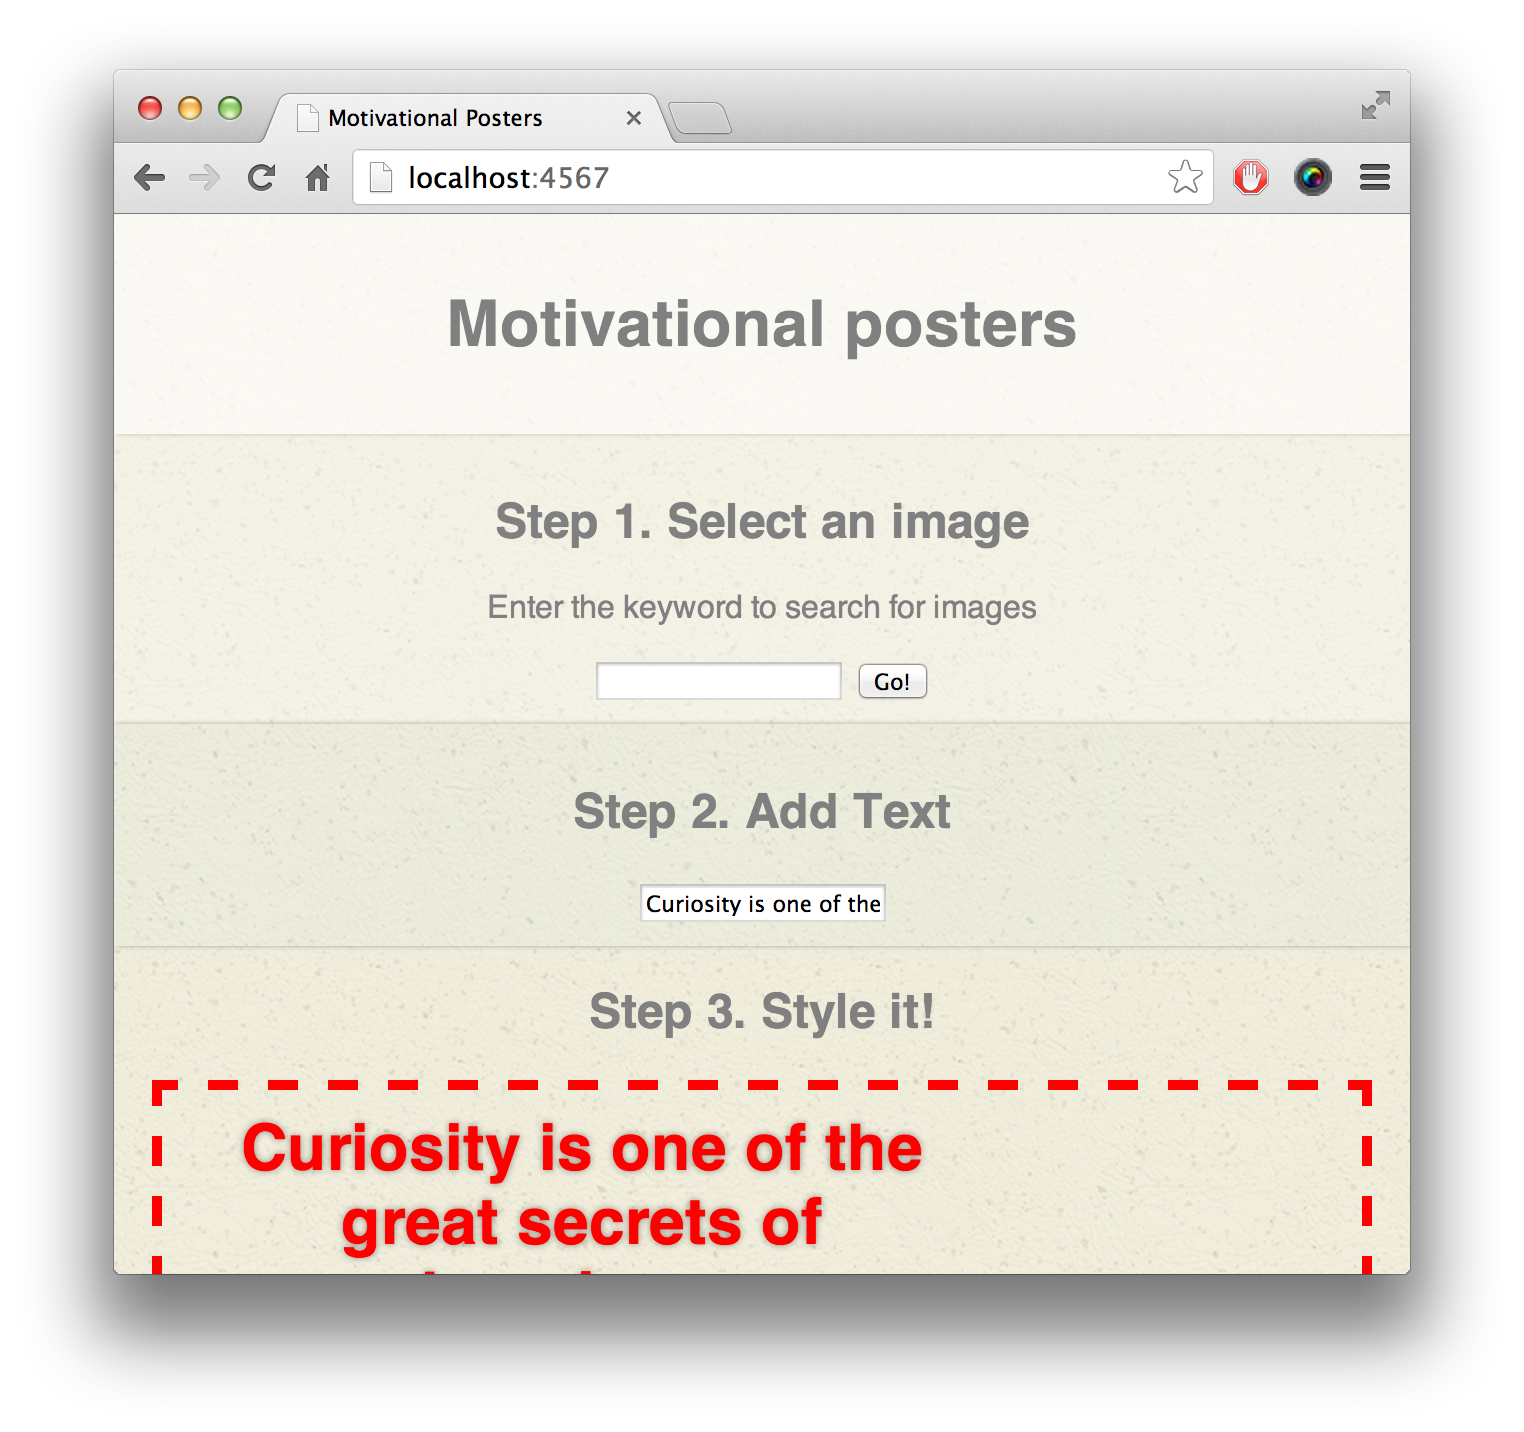 Motivational Posters
localhost:4567
Motivational posters
Step 1. Select an image
Enter the keyword to search for images
Go!
Step 2. Add Text
Curiosity is one of the
Step 3. Style it!
Curiosity is one of the
great secrets of